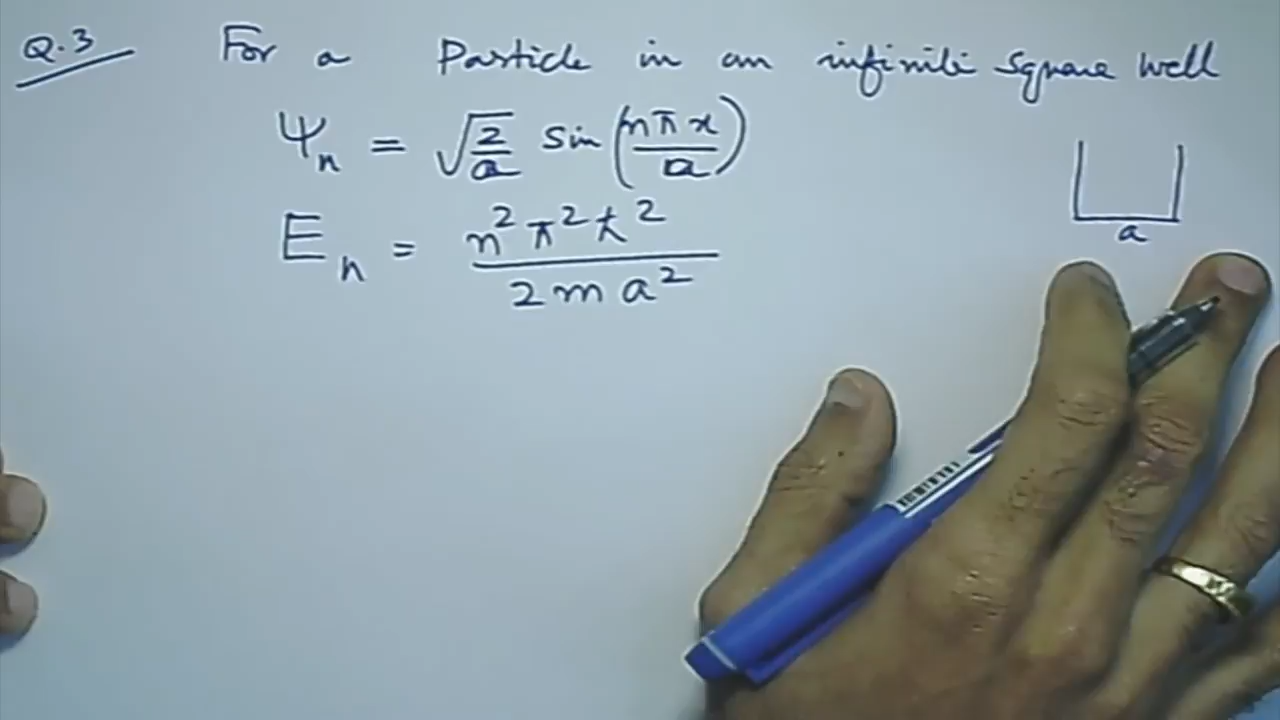 Q.3 For a Particle in an infinite square well
Ψn = √(2/a) Sin(nπx/a)
En = n²π²ħ² / 2ma²
a